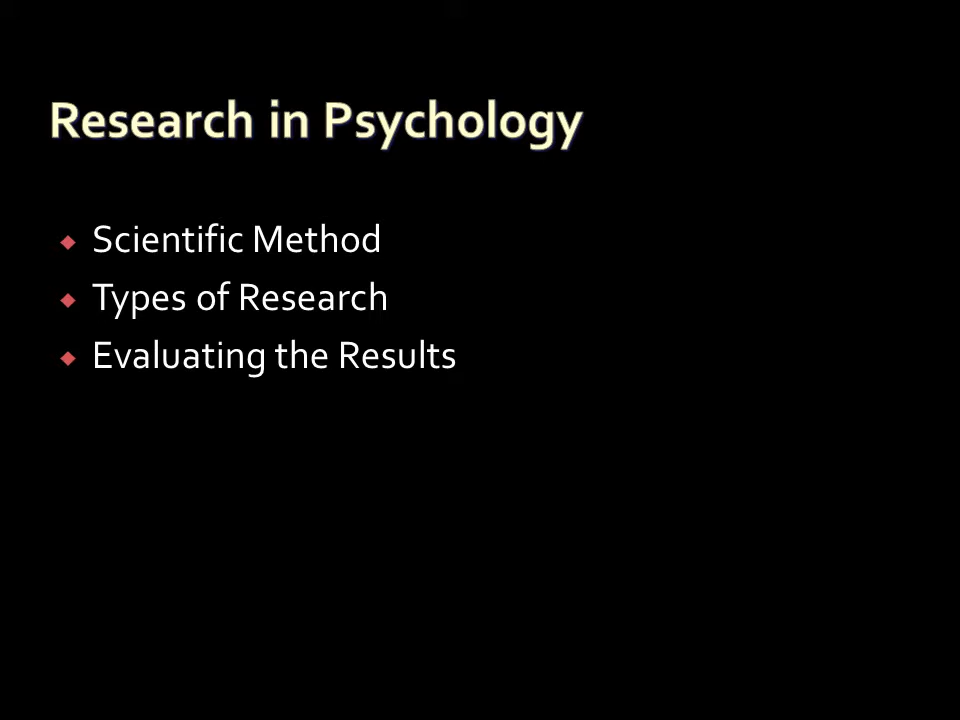 Research in Psychology
Scientific Method
Types of Research
Evaluating the Results